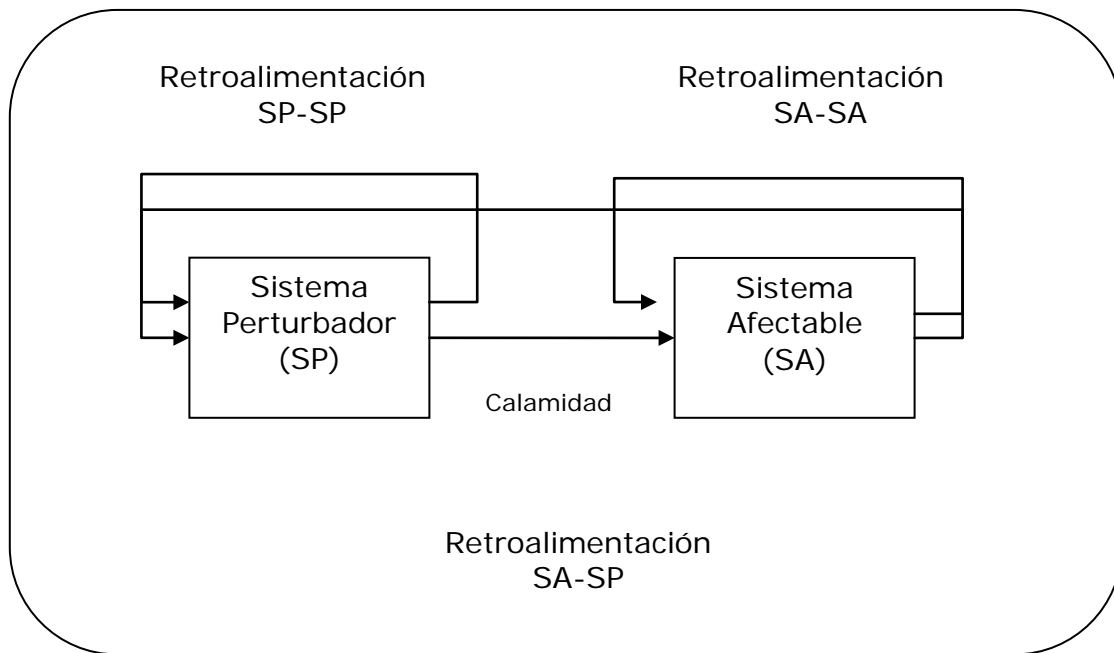 Retroalimentación
SP-SP
Retroalimentación
SA-SA
Sistema
Perturbador
(SP)
Sistema
Afectable
(SA)
Calamidad
Retroalimentación
SA-SP